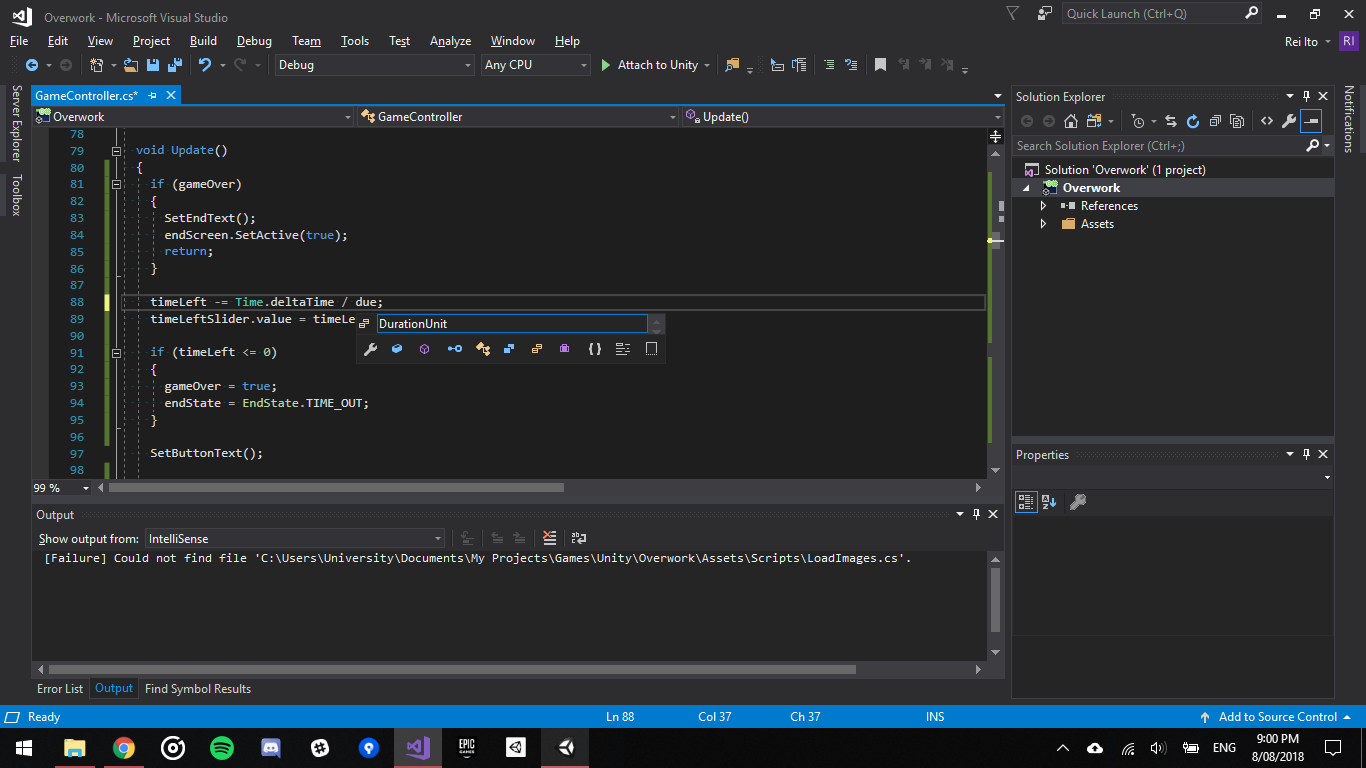 Overwork - Microsoft Visual Studio
Quick Launch (Ctrl+Q)
File Edit View Project Build Debug Team Tools Test Analyze Window Help
Rei Ito RI
Debug Any CPU Attach to Unity
Server Explorer
Toolbox
GameController.cs*
Overwork GameController Update()
78
79 void Update()
80 {
81 if (gameOver)
82 {
83 SetEndText();
84 endScreen.SetActive(true);
85 return;
86 }
87
88 timeLeft -= Time.deltaTime / due;
89 timeLeftSlider.value = timeLe
DurationUnit
90
91 if (timeLeft <= 0)
92 {
93 gameOver = true;
94 endState = EndState.TIME_OUT;
95 }
96
97 SetButtonText();
98
99 %
Output
Show output from: IntelliSense
[Failure] Could not find file 'C:\Users\University\Documents\My Projects\Games\Unity\Overwork\Assets\Scripts\LoadImages.cs'.
Error List Output Find Symbol Results
Solution Explorer
Search Solution Explorer (Ctrl+;)
Solution 'Overwork' (1 project)
Overwork
References
Assets
Properties
Notifications
Ready Ln 88 Col 37 Ch 37 INS Add to Source Control
EPIC GAMES
ENG
9:00 PM
8/08/2018